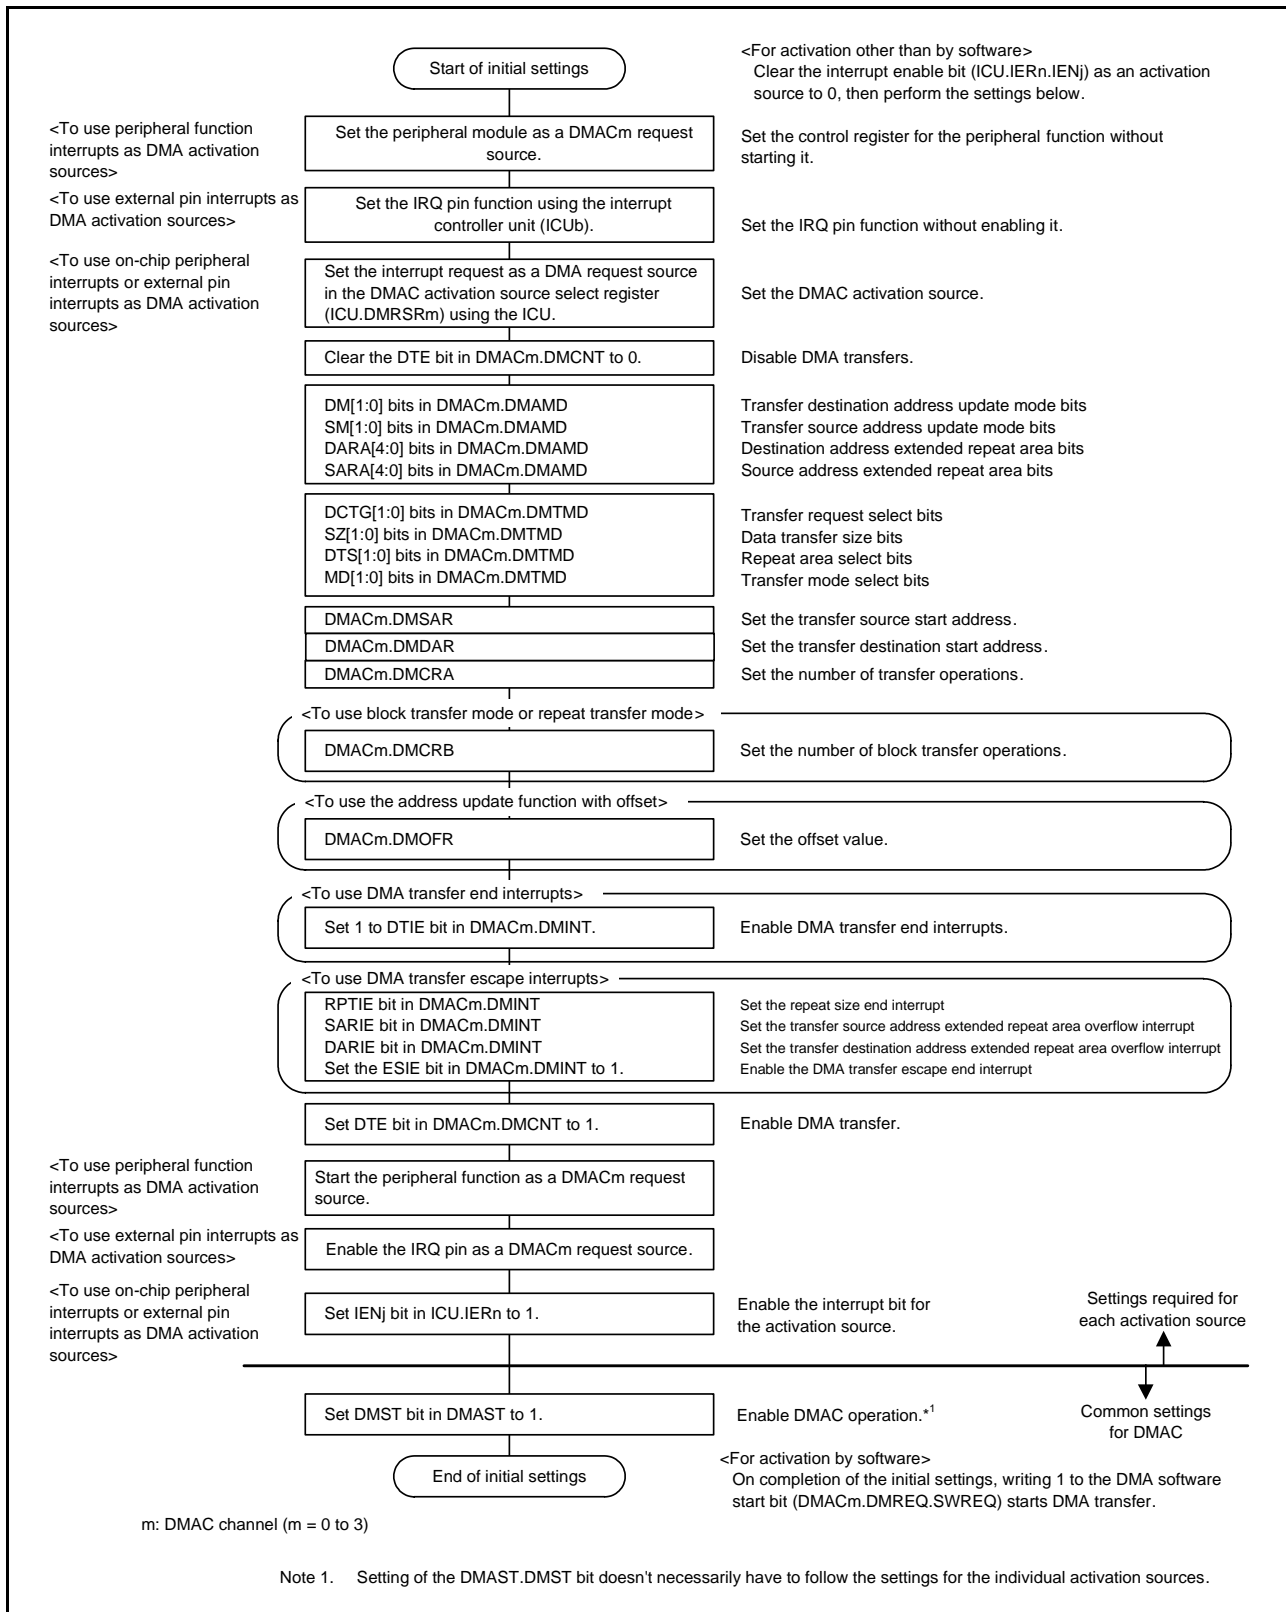 Start of initial settings
<For activation other than by software>
Clear the interrupt enable bit (ICU.IERn.IENj) as an activation
source to 0, then perform the settings below.
<To use peripheral function
interrupts as DMA activation
sources>
Set the peripheral module as a DMACm request
source.
Set the control register for the peripheral function without
starting it.
<To use external pin interrupts as
DMA activation sources>
Set the IRQ pin function using the interrupt
controller unit (ICUb).
Set the IRQ pin function without enabling it.
<To use on-chip peripheral
interrupts or external pin
interrupts as DMA activation
sources>
Set the interrupt request as a DMA request source
in the DMAC activation source select register
(ICU.DMRSRm) using the ICU.
Set the DMAC activation source.
Clear the DTE bit in DMACm.DMCNT to 0.
Disable DMA transfers.
DM[1:0] bits in DMACm.DMAMD
Transfer destination address update mode bits
SM[1:0] bits in DMACm.DMAMD
Transfer source address update mode bits
DARA[4:0] bits in DMACm.DMAMD
Destination address extended repeat area bits
SARA[4:0] bits in DMACm.DMAMD
Source address extended repeat area bits
DCTG[1:0] bits in DMACm.DMTMD
Transfer request select bits
SZ[1:0] bits in DMACm.DMTMD
Data transfer size bits
DTS[1:0] bits in DMACm.DMTMD
Repeat area select bits
MD[1:0] bits in DMACm.DMTMD
Transfer mode select bits
DMACm.DMSAR
Set the transfer source start address.
DMACm.DMDAR
Set the transfer destination start address.
DMACm.DMCRA
Set the number of transfer operations.
<To use block transfer mode or repeat transfer mode>
DMACm.DMCRB
Set the number of block transfer operations.
<To use the address update function with offset>
DMACm.DMOFR
Set the offset value.
<To use DMA transfer end interrupts>
Set 1 to DTIE bit in DMACm.DMINT.
Enable DMA transfer end interrupts.
<To use DMA transfer escape interrupts>
RPTIE bit in DMACm.DMINT
Set the repeat size end interrupt
SARIE bit in DMACm.DMINT
Set the transfer source address extended repeat area overflow interrupt
DARIE bit in DMACm.DMINT
Set the transfer destination address extended repeat area overflow interrupt
Set the ESIE bit in DMACm.DMINT to 1.
Enable the DMA transfer escape end interrupt
Set DTE bit in DMACm.DMCNT to 1.
Enable DMA transfer.
<To use peripheral function
interrupts as DMA activation
sources>
Start the peripheral function as a DMACm request
source.
<To use external pin interrupts as
DMA activation sources>
Enable the IRQ pin as a DMACm request source.
<To use on-chip peripheral
interrupts or external pin
interrupts as DMA activation
sources>
Set IENj bit in ICU.IERn to 1.
Enable the interrupt bit for
the activation source.
Settings required for
each activation source
Set DMST bit in DMAST to 1.
Enable DMAC operation.*1
Common settings
for DMAC
End of initial settings
<For activation by software>
On completion of the initial settings, writing 1 to the DMA software
start bit (DMACm.DMREQ.SWREQ) starts DMA transfer.
m: DMAC channel (m = 0 to 3)
Note 1. Setting of the DMAST.DMST bit doesn't necessarily have to follow the settings for the individual activation sources.